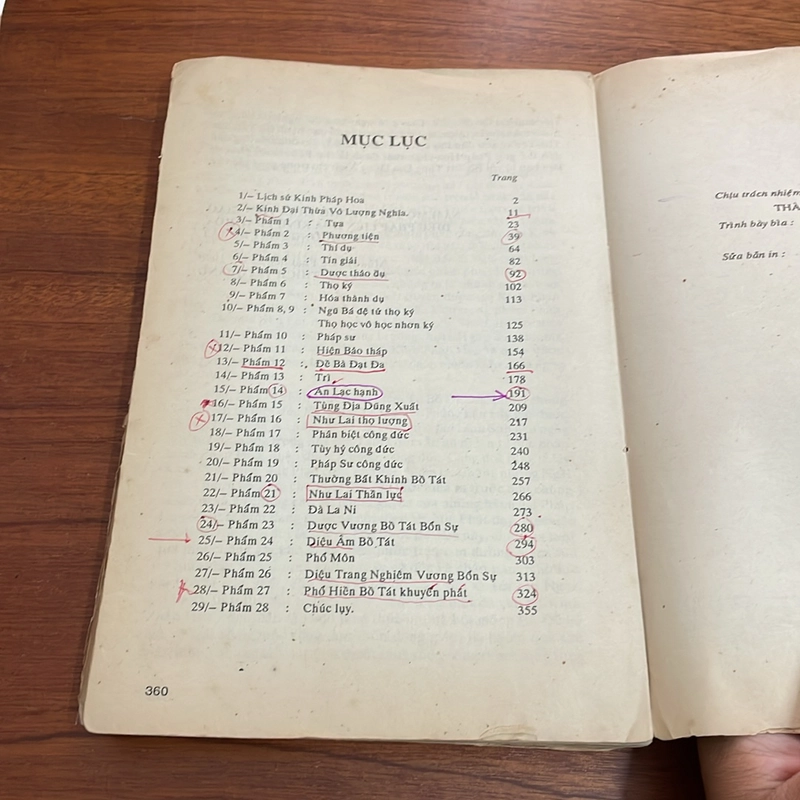 MỤC LỤC
Trang
1/– Lịch sử Kinh Pháp Hoa 2
2/– Kinh Đại Thừa Vô Lượng Nghĩa. 11
3/– Phẩm 1 : Tựa 23
4/– Phẩm 2 : Phương tiện 39
5/– Phẩm 3 : Thí dụ 64
6/– Phẩm 4 : Tín giải 82
7/– Phẩm 5 : Dược thảo dụ 92
8/– Phẩm 6 : Thọ ký 102
9/– Phẩm 7 : Hóa thành dụ 113
10/– Phẩm 8, 9 : Ngũ Bá đệ tử thọ ký
Thọ học vô học nhơn ký 125
11/– Phẩm 10 : Pháp sư 138
12/– Phẩm 11 : Hiện Bảo tháp 154
13/– Phẩm 12 : Đề Bà Đạt Đa 166
14/– Phẩm 13 : Trì 178
15/– Phẩm 14 : An Lạc hạnh 191
16/– Phẩm 15 : Tùng Địa Dũng Xuất 209
17/– Phẩm 16 : Như Lai thọ lượng 217
18/– Phẩm 17 : Phân biệt công đức 231
19/– Phẩm 18 : Tùy hỷ công đức 240
20/– Phẩm 19 : Pháp Sư công đức 248
21/– Phẩm 20 : Thường Bất Khinh Bồ Tát 257
22/– Phẩm 21 : Như Lai Thần lực 266
23/– Phẩm 22 : Đà La Ni 273
24/– Phẩm 23 : Dược Vương Bồ Tát Bổn Sự 280
25/– Phẩm 24 : Diệu Âm Bồ Tát 294
26/– Phẩm 25 : Phổ Môn 303
27/– Phẩm 26 : Diệu Trang Nghiêm Vương Bổn Sự 313
28/– Phẩm 27 : Phổ Hiền Bồ Tát khuyến phát 324
29/– Phẩm 28 : Chúc lụy. 355
360
Chịu trách nhiệm
THÀ
Trình bày bìa :
Sửa bản in :